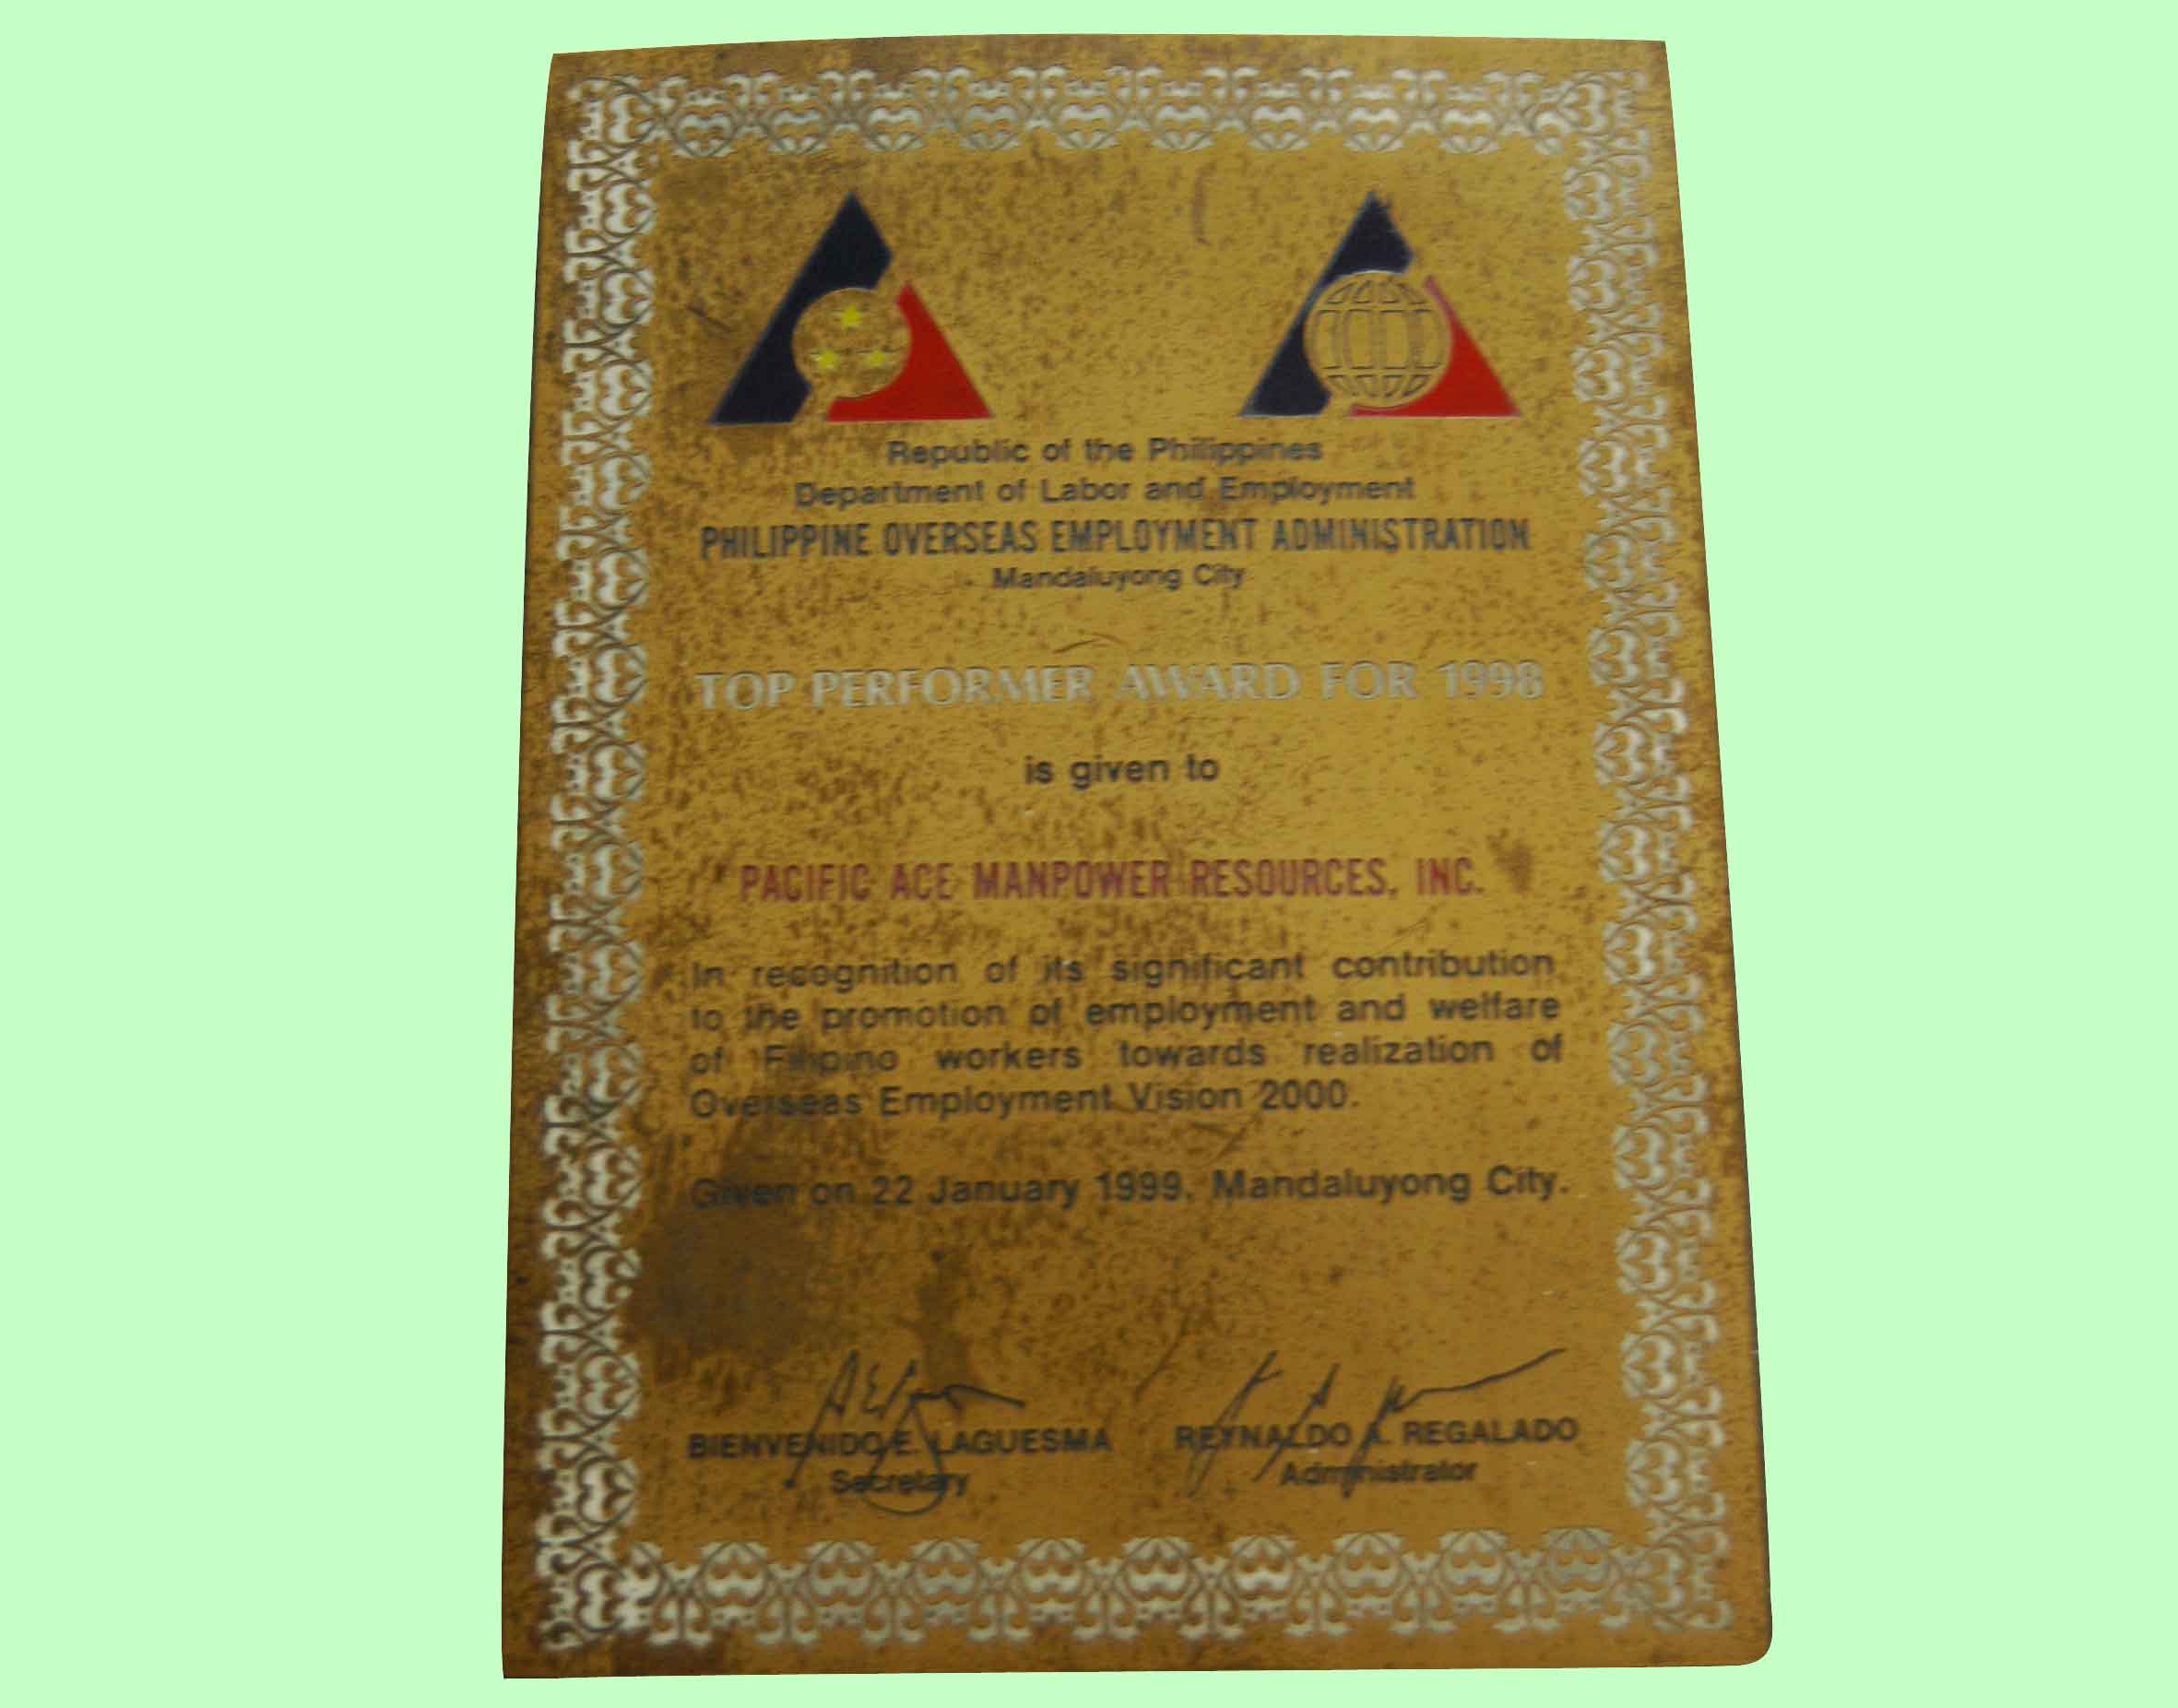 Republic of the Philippines
Department of Labor and Employment
PHILIPPINE OVERSEAS EMPLOYMENT ADMINISTRATION
Mandaluyong City
TOP PERFORMER AWARD FOR 1998
is given to
PACIFIC ACE MANPOWER RESOURCES, INC.
In recognition of its significant contribution
to the promotion of employment and welfare
of Filipino workers towards realization of
Overseas Employment Vision 2000.
Given on 22 January 1999, Mandaluyong City.
BIENVENIDO E. LAGUESMA REYNALDO A. REGALADO
Secretary Administrator